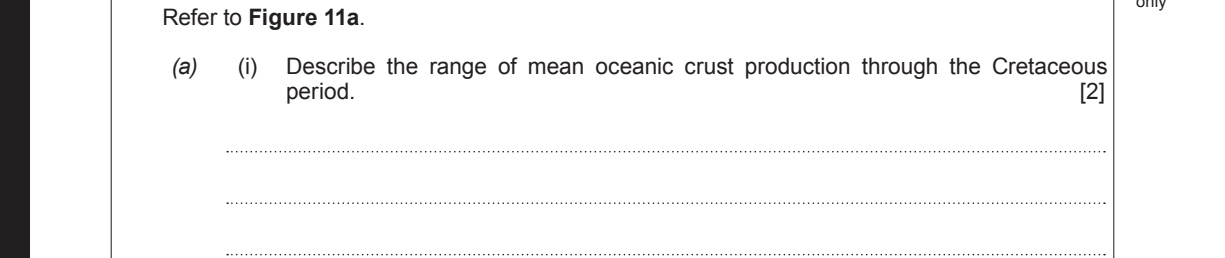 only
Refer to Figure 11a.
(a) (i) Describe the range of mean oceanic crust production through the Cretaceous
period. [2]